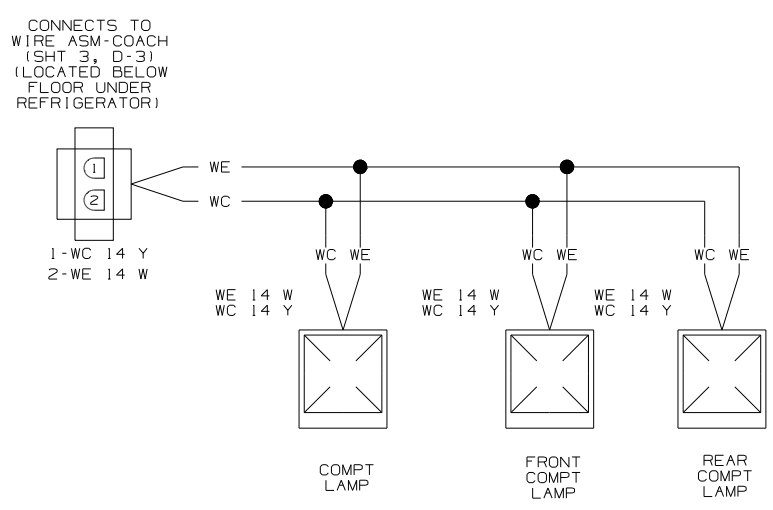 CONNECTS TO
WIRE ASM-COACH
(SHT 3, D-3)
(LOCATED BELOW
FLOOR UNDER
REFRIGERATOR)
1
2
WE
WC
1-WC 14 Y
2-WE 14 W
WC WE
WC WE
WC WE
WE 14 W
WC 14 Y
WE 14 W
WC 14 Y
WE 14 W
WC 14 Y
COMPT
LAMP
FRONT
COMPT
LAMP
REAR
COMPT
LAMP